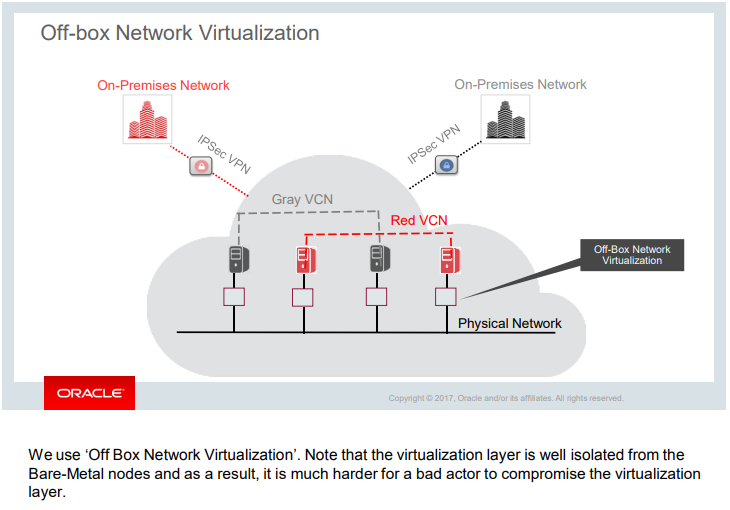 Off-box Network Virtualization
On-Premises Network
On-Premises Network
IPSec VPN
IPSec VPN
Gray VCN
Red VCN
Off-Box Network
Virtualization
Physical Network
ORACLE
Copyright © 2017, Oracle and/or its affiliates. All rights reserved.
We use ‘Off Box Network Virtualization’. Note that the virtualization layer is well isolated from the
Bare-Metal nodes and as a result, it is much harder for a bad actor to compromise the virtualization
layer.